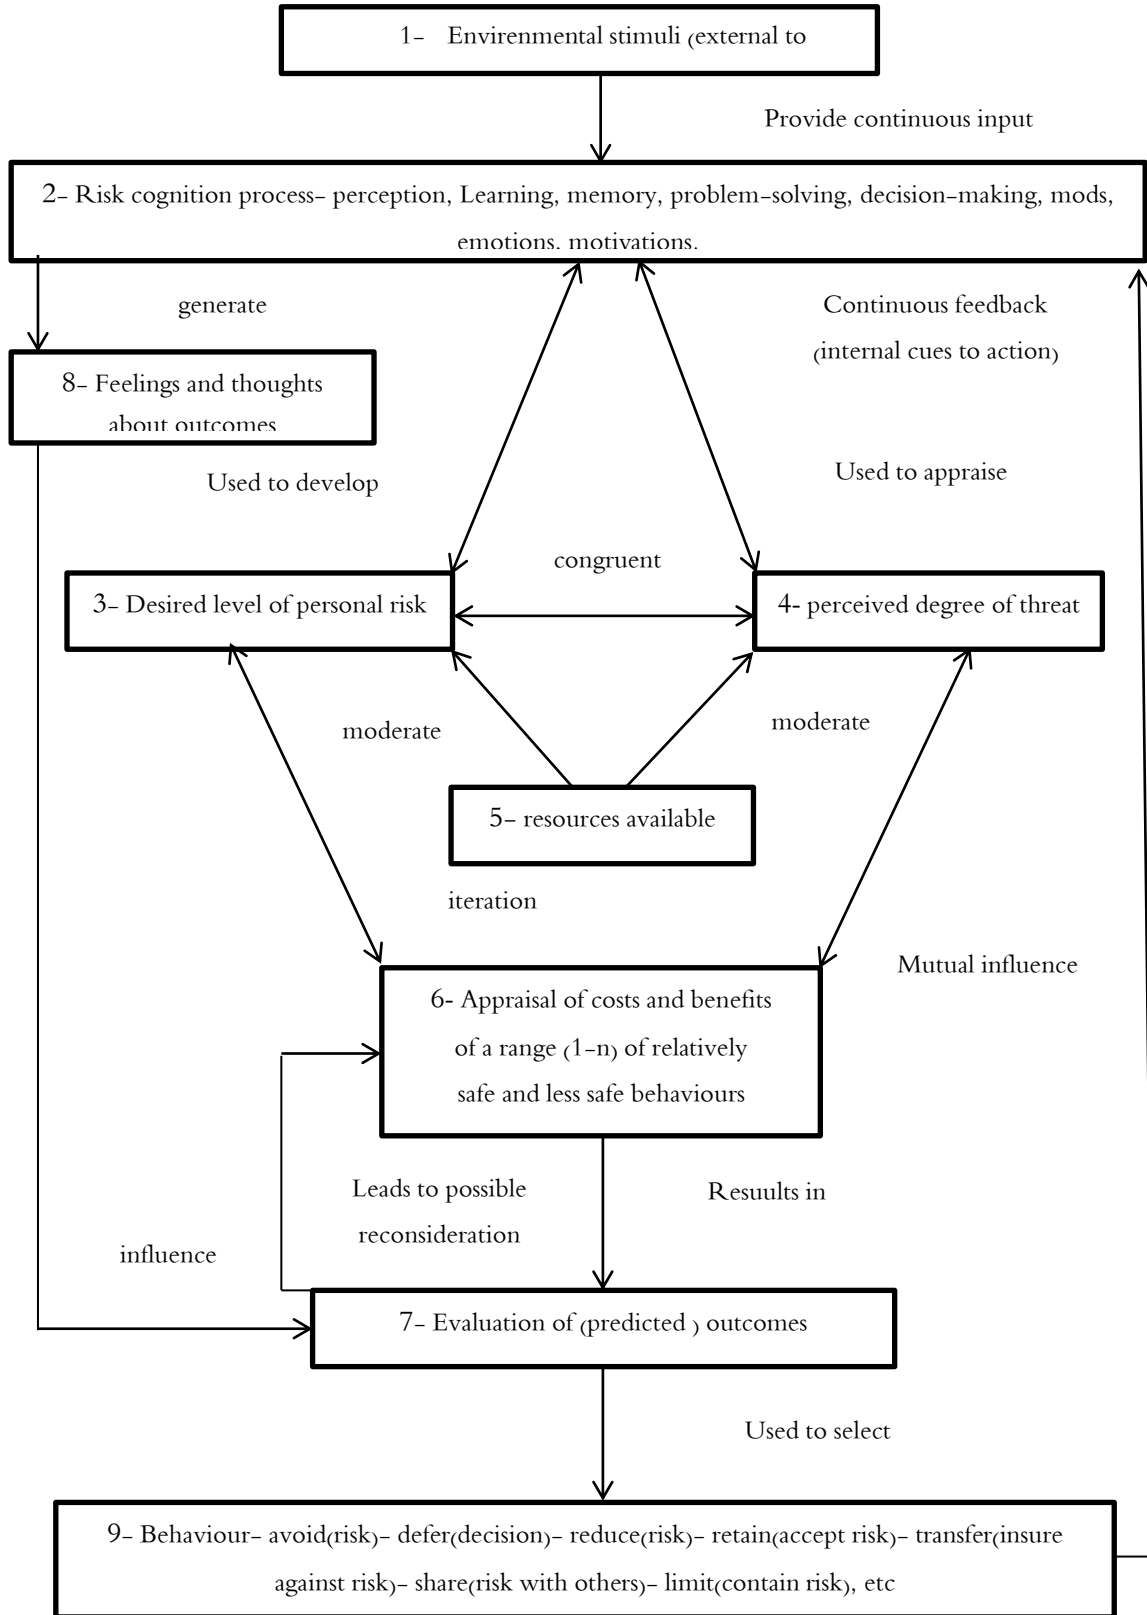 1- Envirenmental stimuli (external to
Provide continuous input
2- Risk cognition process- perception, Learning, memory, problem-solving, decision-making, mods,
emotions, motivations.
generate
Continuous feedback
(internal cues to action)
8- Feelings and thoughts
about outcomes
Used to develop
Used to appraise
congruent
3- Desired level of personal risk
4- perceived degree of threat
moderate
moderate
5- resources available
iteration
Mutual influence
6- Appraisal of costs and benefits
of a range (1-n) of relatively
safe and less safe behaviours
Leads to possible
reconsideration
Resuults in
influence
7- Evaluation of (predicted ) outcomes
Used to select
9- Behaviour- avoid(risk)- defer(decision)- reduce(risk)- retain(accept risk)- transfer(insure
against risk)- share(risk with others)- limit(contain risk), etc